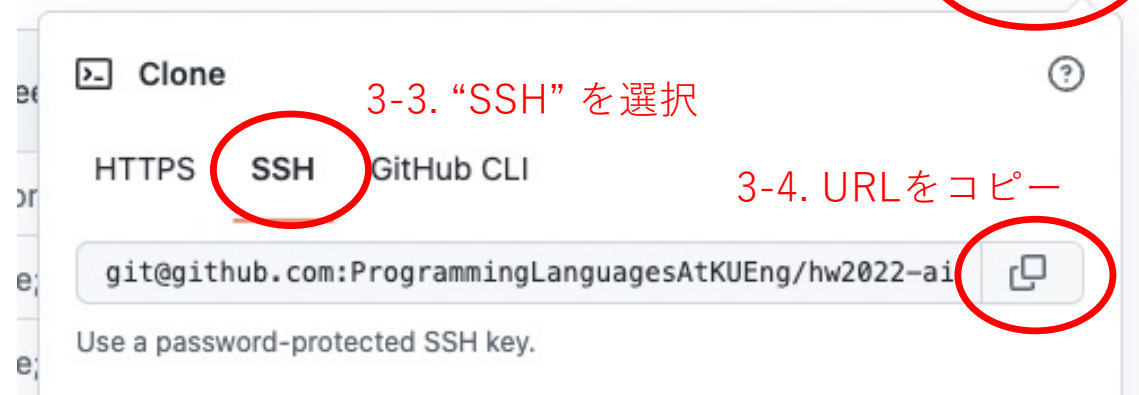 Clone
3-3. “SSH” を選択
HTTPS SSH GitHub CLI
3-4. URLをコピー
git@github.com:ProgrammingLanguagesAtKUEng/hw2022-ai
Use a password-protected SSH key.